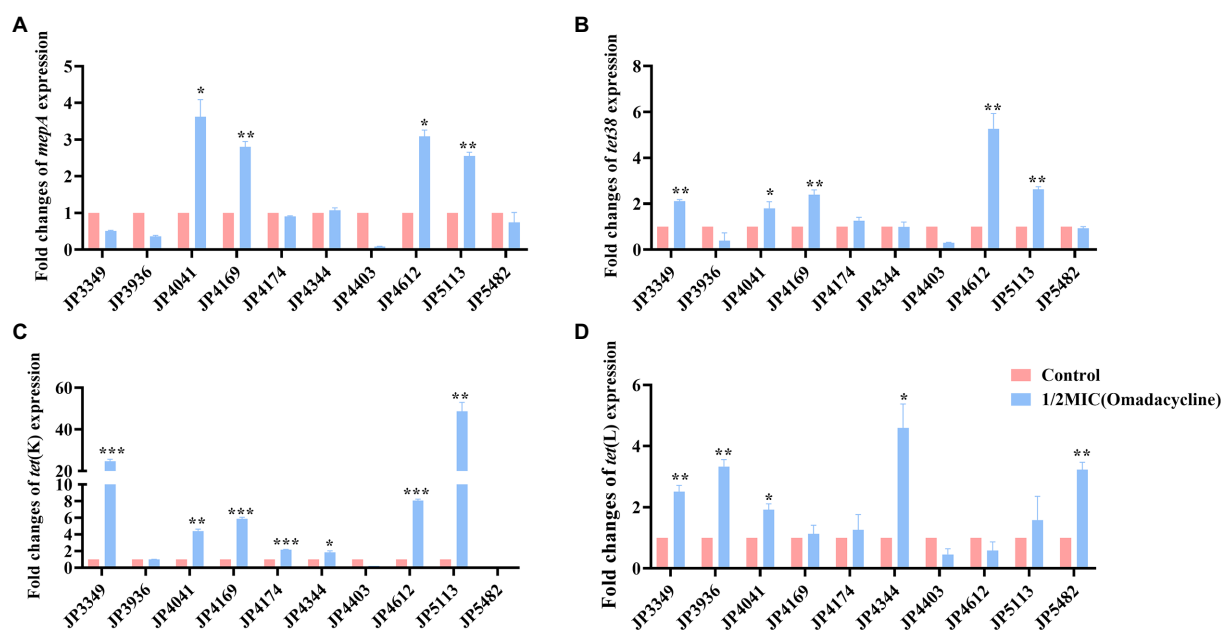 A
Fold changes of mepA expression
5
4
3
2
1
0
* ** * **
JP3349 JP3936 JP4041 JP4169 JP4174 JP4344 JP4403 JP4612 JP5113 JP5482
B
Fold changes of tet38 expression
8
6
4
2
0
** * ** ** **
JP3349 JP3936 JP4041 JP4169 JP4174 JP4344 JP4403 JP4612 JP5113 JP5482
C
Fold changes of tet(K) expression
60
40
20
10
8
6
4
2
0
*** ** *** *** * *** **
JP3349 JP3936 JP4041 JP4169 JP4174 JP4344 JP4403 JP4612 JP5113 JP5482
D
Fold changes of tet(L) expression
6
4
2
0
** ** * * **
JP3349 JP3936 JP4041 JP4169 JP4174 JP4344 JP4403 JP4612 JP5113 JP5482
Control
1/2MIC(Omadacycline)